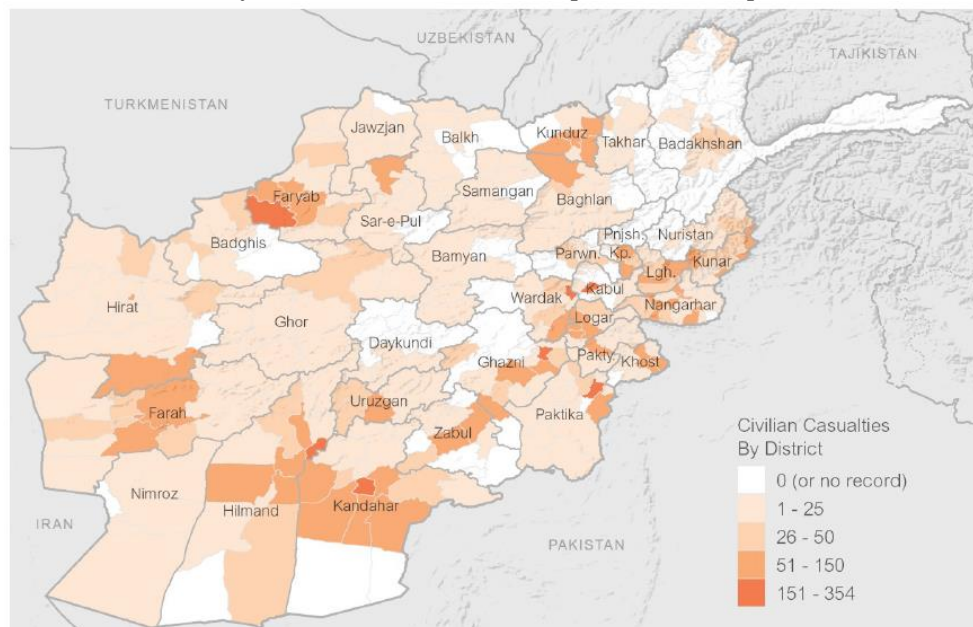 UZBEKISTAN
TAJIKISTAN
TURKMENISTAN
Jawzjan
Balkh
Kunduz
Takhar
Badakhshan
Faryab
Samangan
Baghlan
Sar-e-Pul
Badghis
Pnjsh.
Nuristan
Bamyan
Parwn.
Kp.
Kunar
Lgh.
Kabul
Wardak
Hirat
Nangarhar
Ghor
Logar
Daykundi
Ghazni
Pakty.
Khost
Uruzgan
Farah
Paktika
Zabul
Nimroz
Hilmand
Kandahar
IRAN
PAKISTAN
Civilian Casualties
By District
0 (or no record)
1 - 25
26 - 50
51 - 150
151 - 354